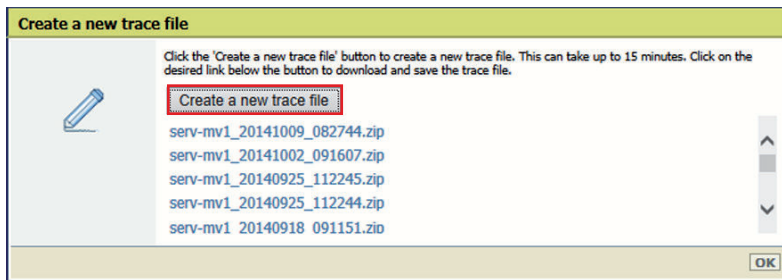 Create a new trace file
Click the 'Create a new trace file' button to create a new trace file. This can take up to 15 minutes. Click on the
desired link below the button to download and save the trace file.
Create a new trace file
serv-mv1_20141009_082744.zip
serv-mv1_20141002_091607.zip
serv-mv1_20140925_112245.zip
serv-mv1_20140925_112244.zip
serv-mv1_20140918_091151.zip
OK